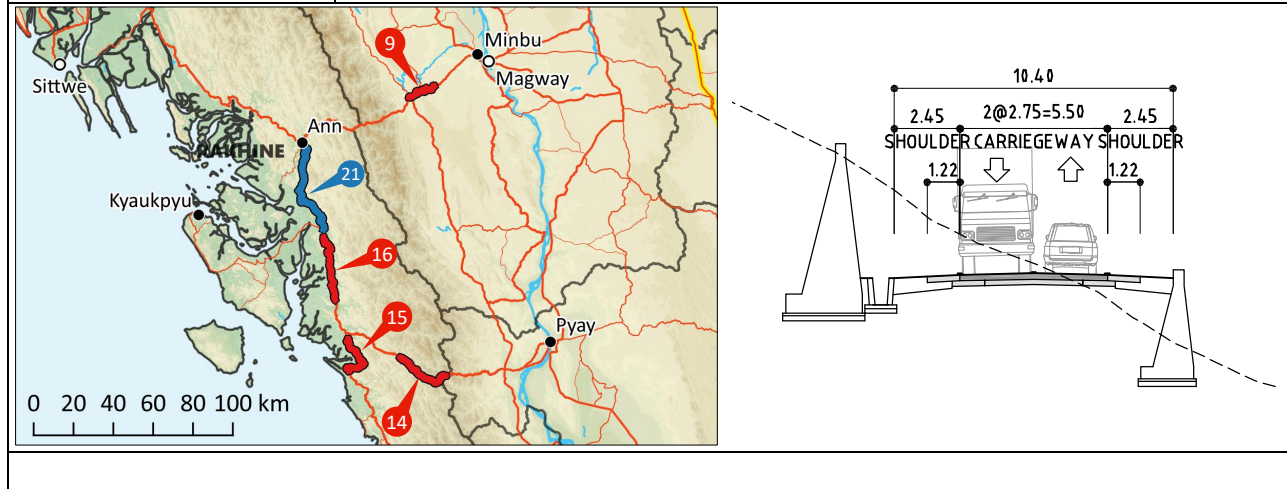 9
Minbu
Magway
Sittwe
Ann
RAKHINE
21
Kyaukpyu
16
15
Pyay
14
0 20 40 60 80 100 km
10.40
2.45 2@2.75=5.50 2.45
SHOULDER CARRIEGEWAY SHOULDER
1.22 1.22